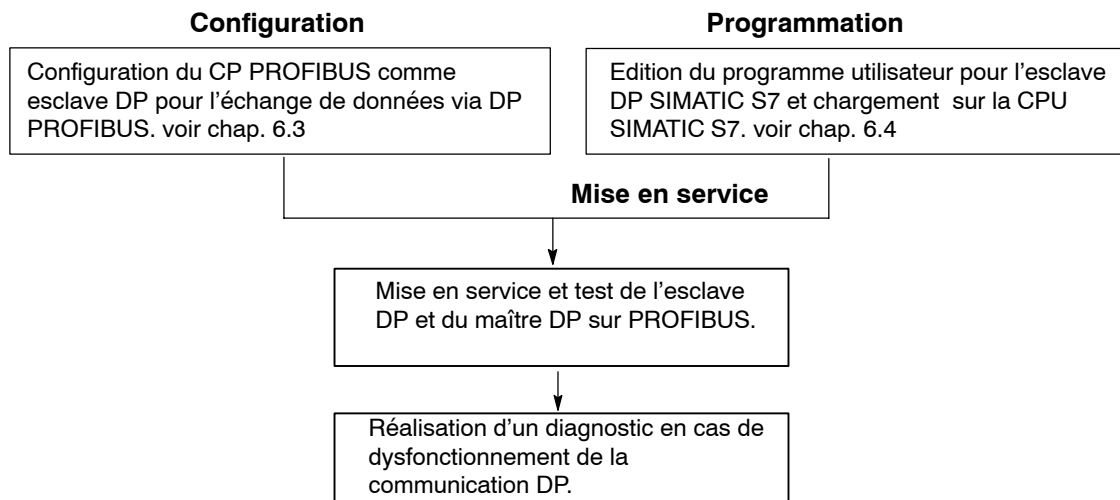 Configuration
Programmation
Configuration du CP PROFIBUS comme
esclave DP pour l’échange de données via DP
PROFIBUS. voir chap. 6.3
Edition du programme utilisateur pour l’esclave
DP SIMATIC S7 et chargement sur la CPU
SIMATIC S7. voir chap. 6.4
Mise en service
Mise en service et test de l’esclave
DP et du maître DP sur PROFIBUS.
Réalisation d’un diagnostic en cas de
dysfonctionnement de la
communication DP.